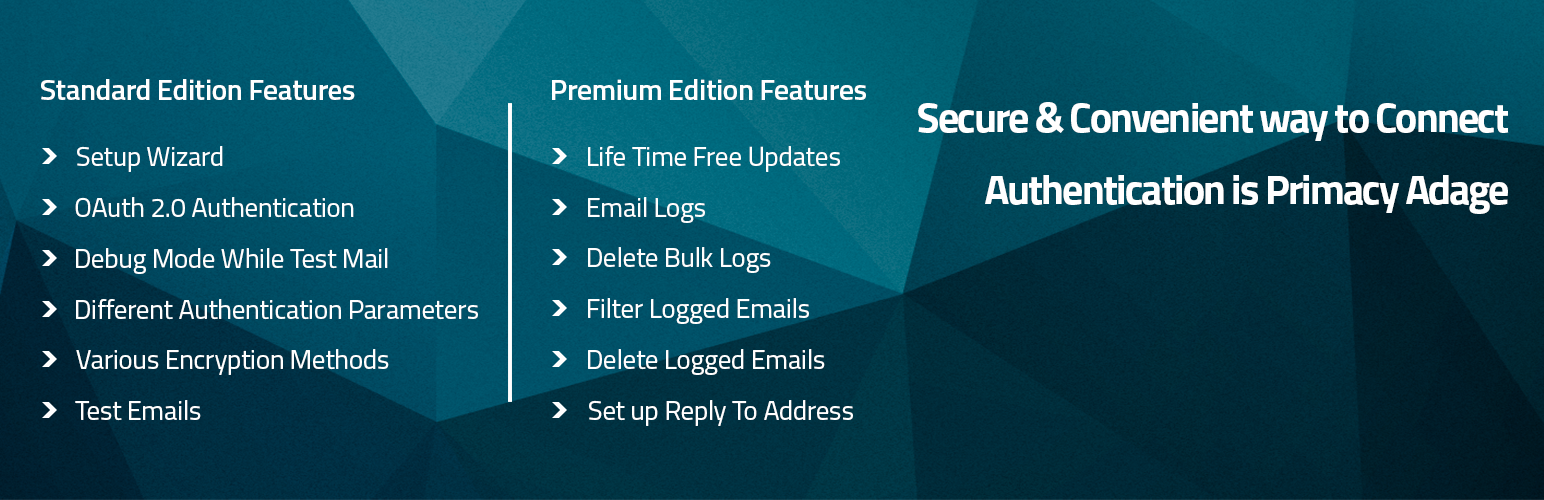 Standard Edition Features
Setup Wizard
OAuth 2.0 Authentication
Debug Mode While Test Mail
Different Authentication Parameters
Various Encryption Methods
Test Emails
Premium Edition Features
Life Time Free Updates
Email Logs
Delete Bulk Logs
Filter Logged Emails
Delete Logged Emails
Set up Reply To Address
Secure & Convenient way to Connect
Authentication is Primacy Adage